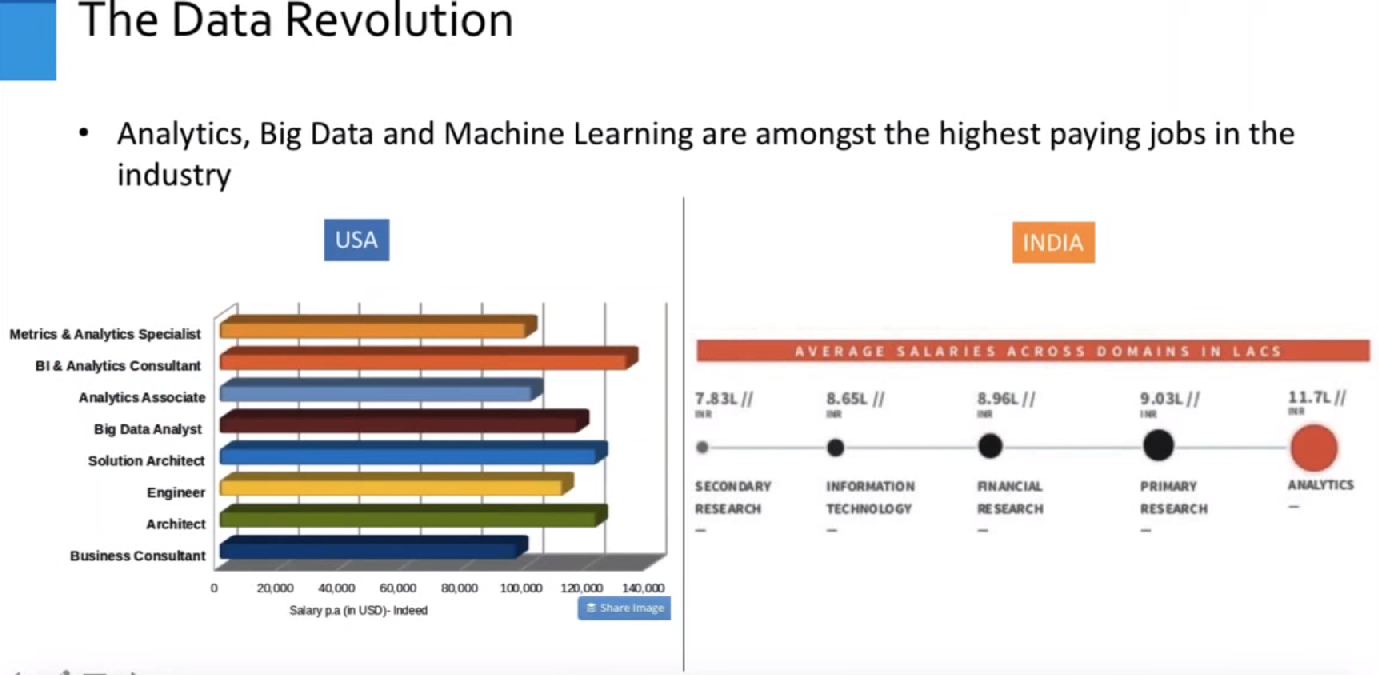 The Data Revolution
• Analytics, Big Data and Machine Learning are amongst the highest paying jobs in the
industry
USA
Metrics & Analytics Specialist
BI & Analytics Consultant
Analytics Associate
Big Data Analyst
Solution Architect
Engineer
Architect
Business Consultant
0 20,000 40,000 60,000 80,000 100,000 120,000 140,000
Salary p.a (in USD)- Indeed
Share Image
INDIA
AVERAGE SALARIES ACROSS DOMAINS IN LACS
7.83L // 8.65L // 8.96L // 9.03L // 11.7L //
INR INR INR INR INR
SECONDARY INFORMATION FINANCIAL PRIMARY ANALYTICS
RESEARCH TECHNOLOGY RESEARCH RESEARCH